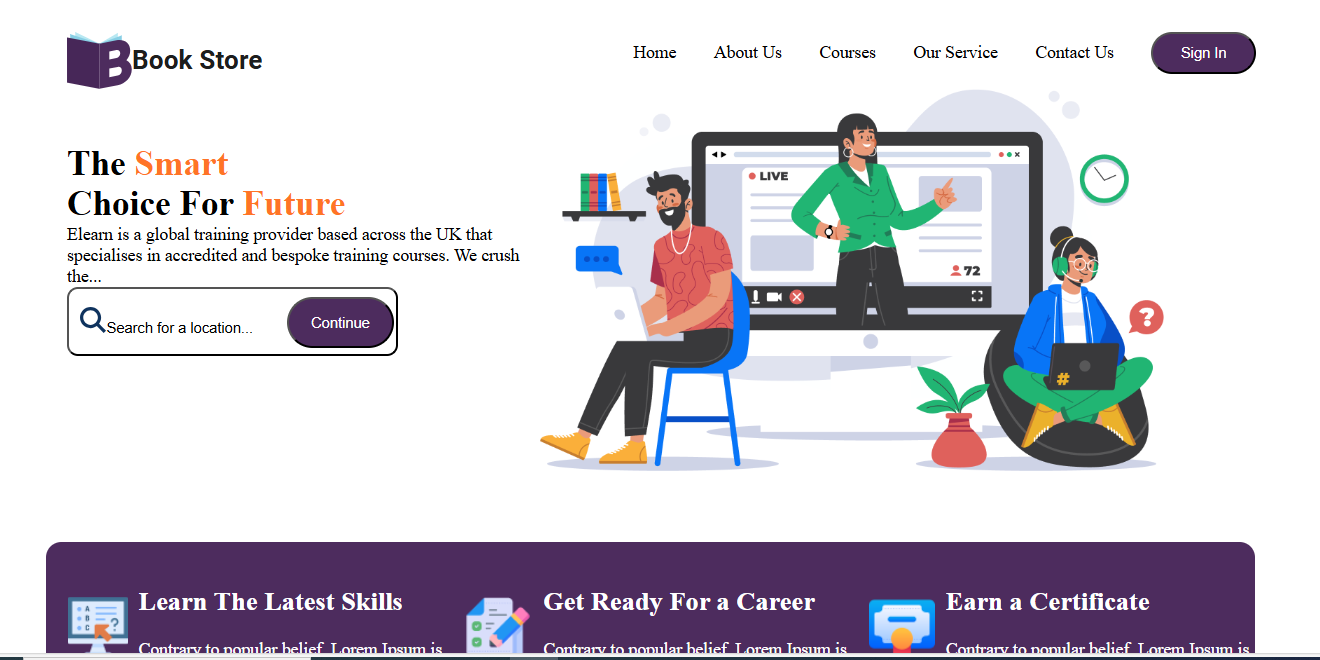 Book Store
Home About Us Courses Our Service Contact Us Sign In
The Smart
Choice For Future
Elearn is a global training provider based across the UK that
specialises in accredited and bespoke training courses. We crush
the...
Search for a location...
Continue
LIVE
72
?
#
Learn The Latest Skills
Get Ready For a Career
Earn a Certificate
A
B
C
?
Contrary to popular belief, Lorem Ipsum is
Contrary to popular belief, Lorem Ipsum is
Contrary to popular belief, Lorem Ipsum is